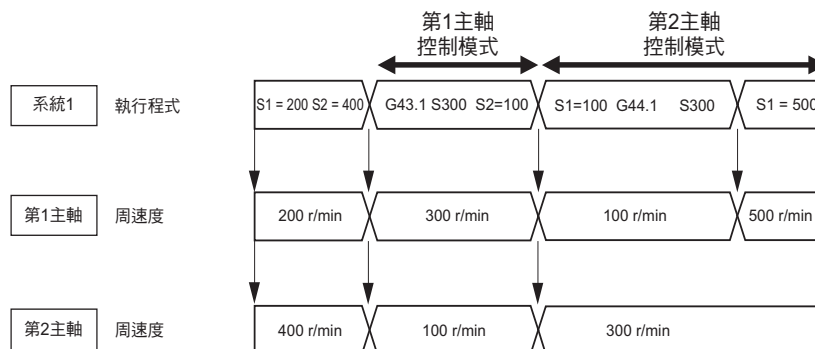 第1主軸
控制模式
第2主軸
控制模式
系統1 執行程式 S1 = 200 S2 = 400 G43.1 S300 S2=100 S1=100 G44.1 S300 S1 = 500
第1主軸 周速度 200 r/min 300 r/min 100 r/min 500 r/min
第2主軸 周速度 400 r/min 100 r/min 300 r/min